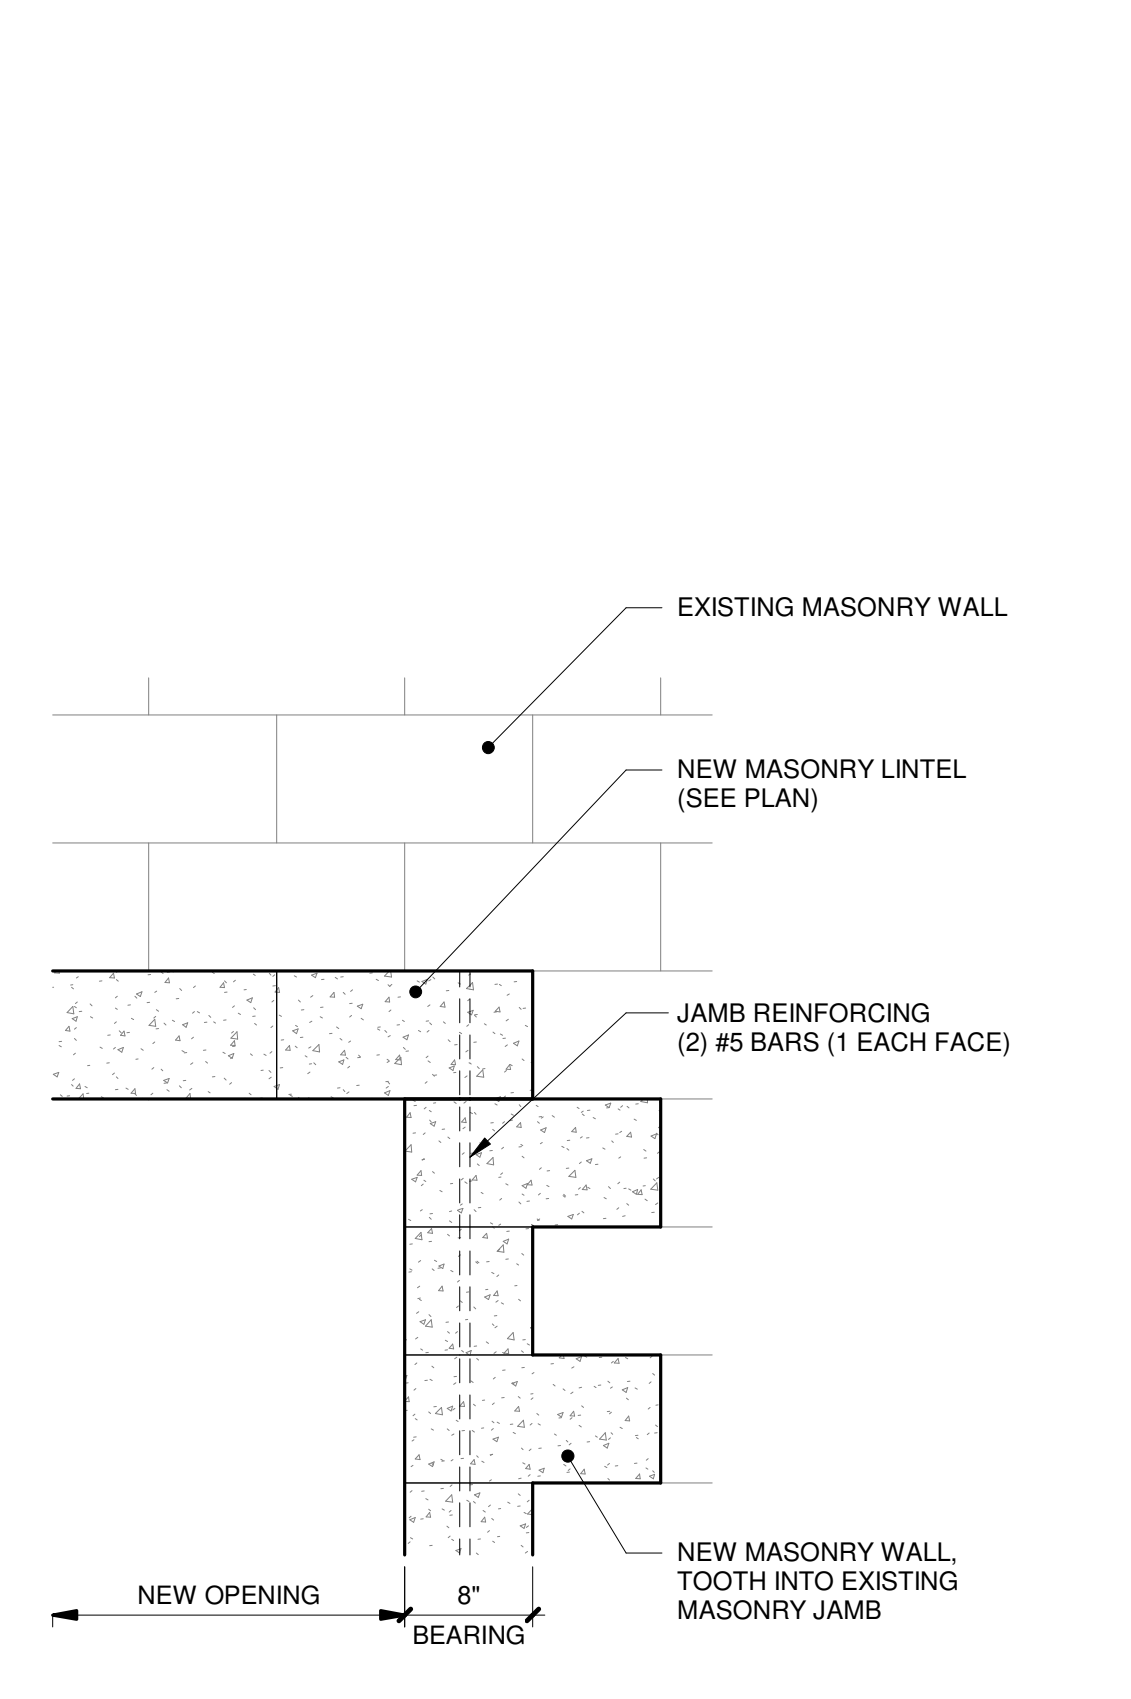 EXISTING MASONRY WALL
NEW MASONRY LINTEL
(SEE PLAN)
JAMB REINFORCING
(2) #5 BARS (1 EACH FACE)
NEW MASONRY WALL,
TOOTH INTO EXISTING
MASONRY JAMB
NEW OPENING
8"
BEARING